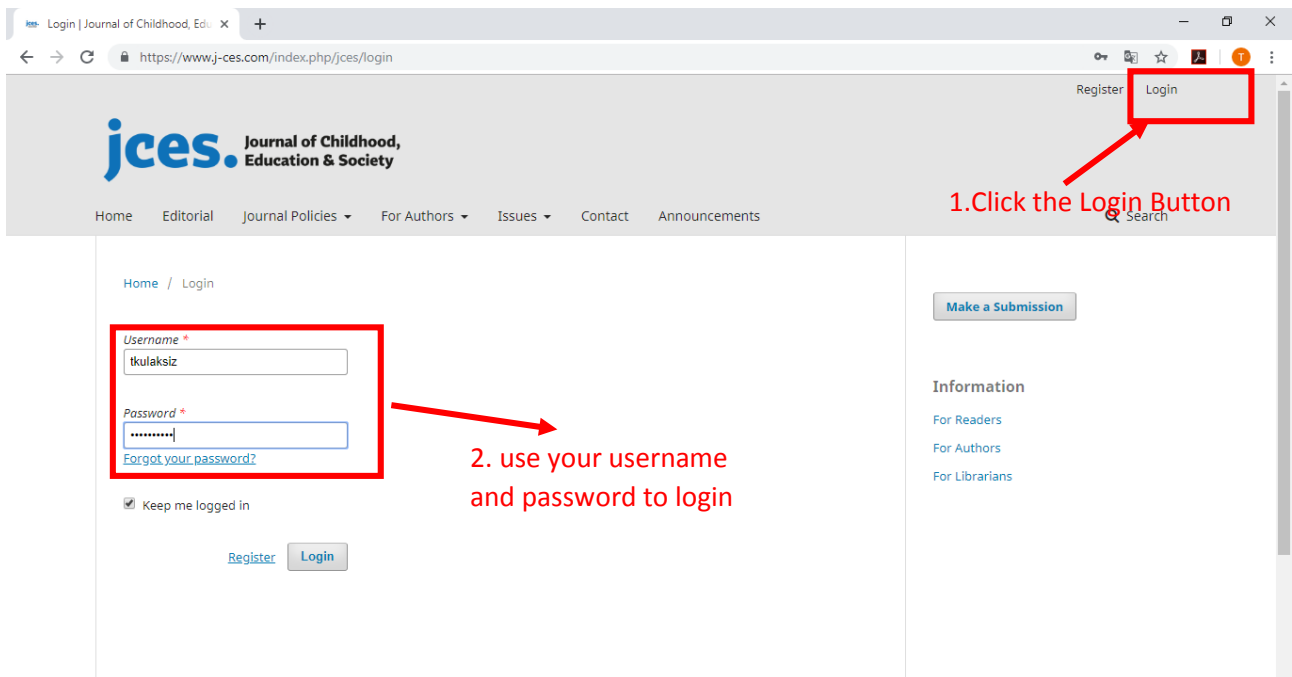 jces. Login | Journal of Childhood, Edu
https://www.j-ces.com/index.php/jces/login
T
Register Login
jces. Journal of Childhood,
Education & Society
1.Click the Login Button
Home Editorial Journal Policies For Authors Issues Contact Announcements Search
Home / Login
Make a Submission
Username *
tkulaksiz
Information
Password *
For Readers
Forgot your password?
For Authors
2. use your username
and password to login
For Librarians
Keep me logged in
Register Login